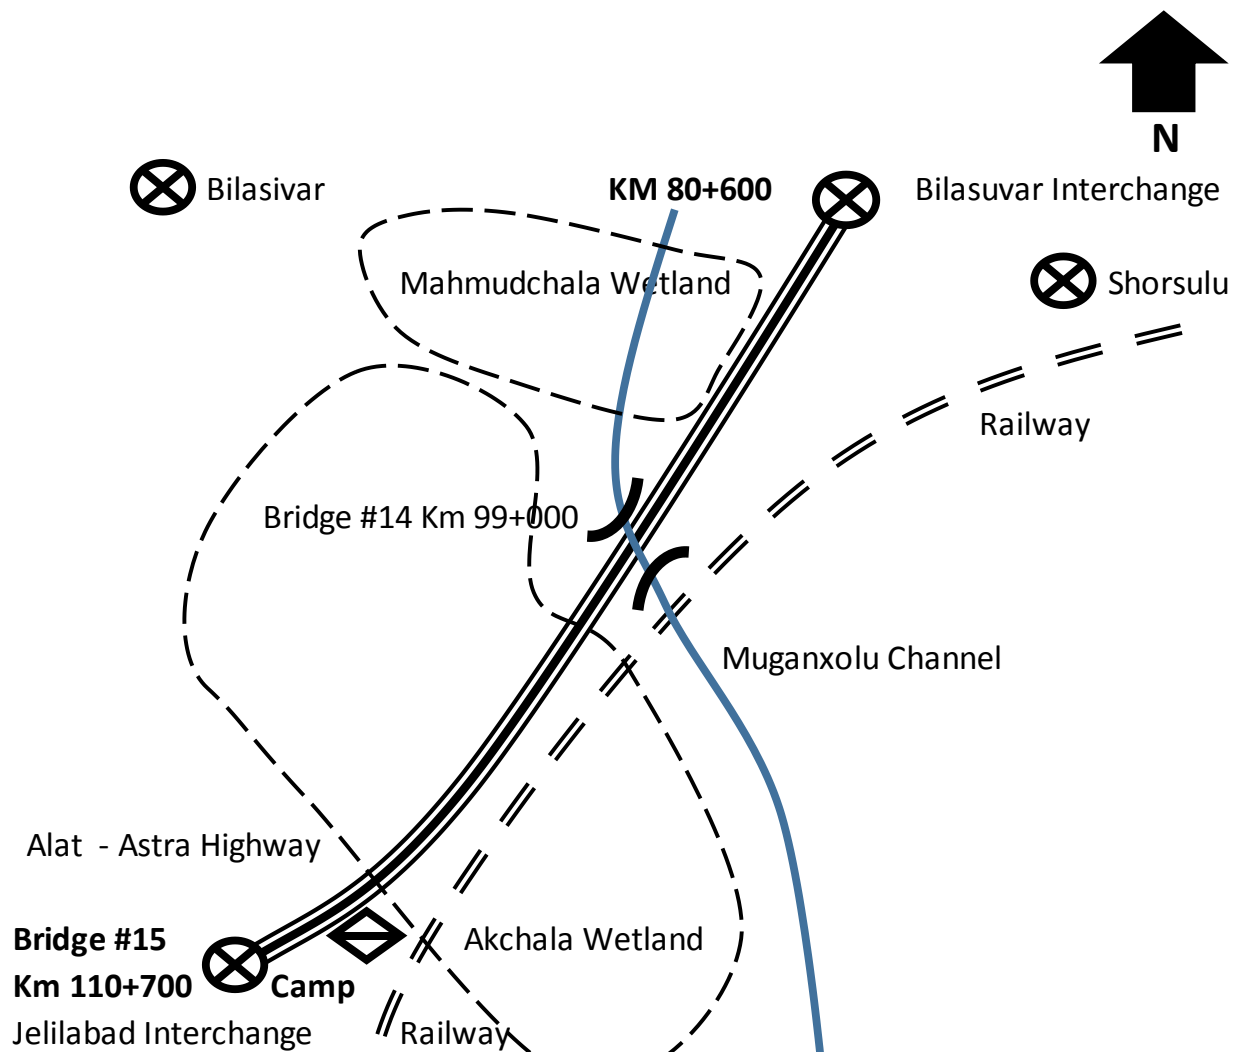 N
Bilasivar
KM 80+600
Bilasuvar Interchange
Mahmudchala Wetland
Shorsulu
Railway
Bridge #14 Km 99+000
Muganxolu Channel
Alat - Astra Highway
Bridge #15
Km 110+700
Camp
Akchala Wetland
Jelilabad Interchange
Railway